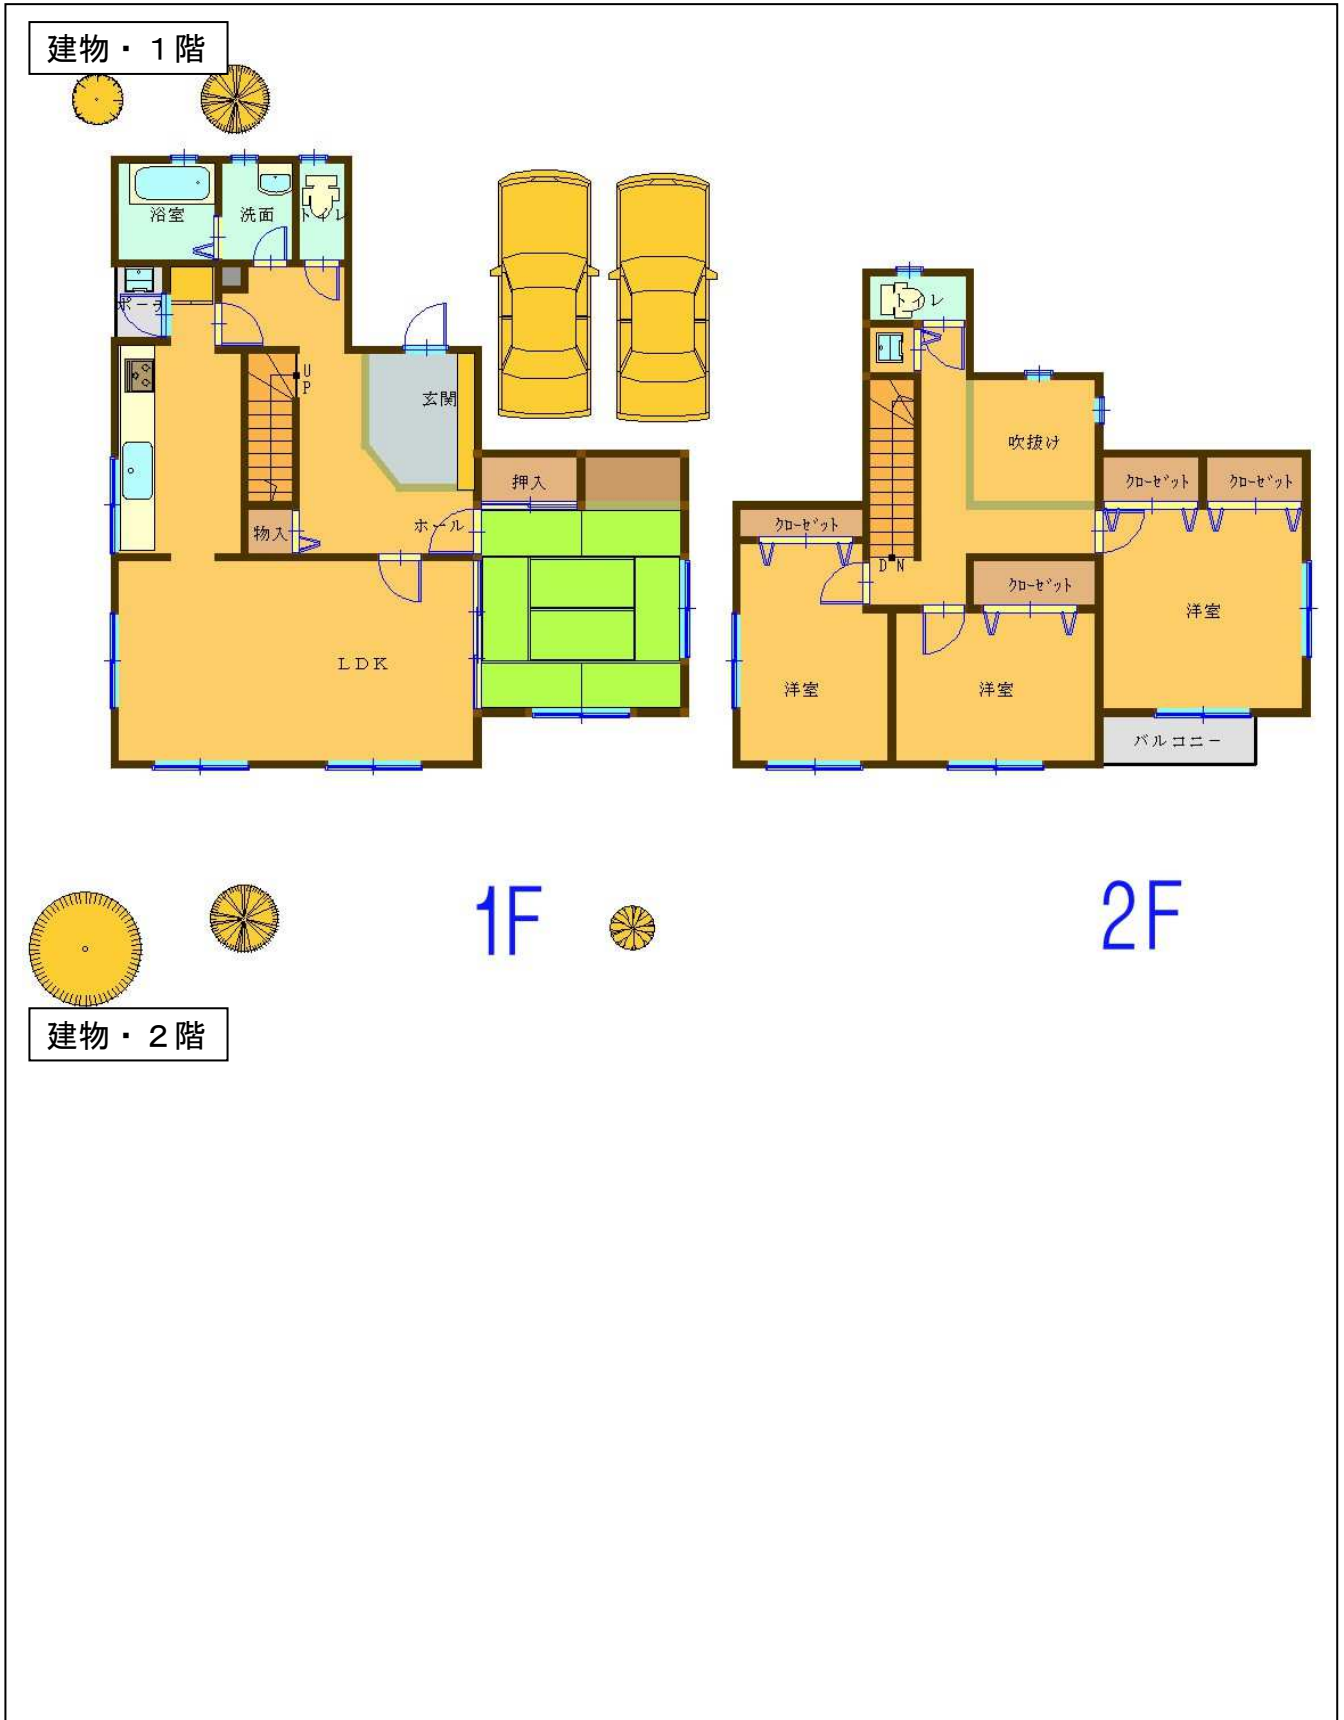 建物・１階
浴室
洗面
トイレ
ポーチ
UP
玄関
押入
物入
ホール
LDK
トイレ
吹抜け
クローゼット
クローゼット
クローゼット
DN
クローゼット
洋室
洋室
洋室
バルコニー
1F
2F
建物・２階